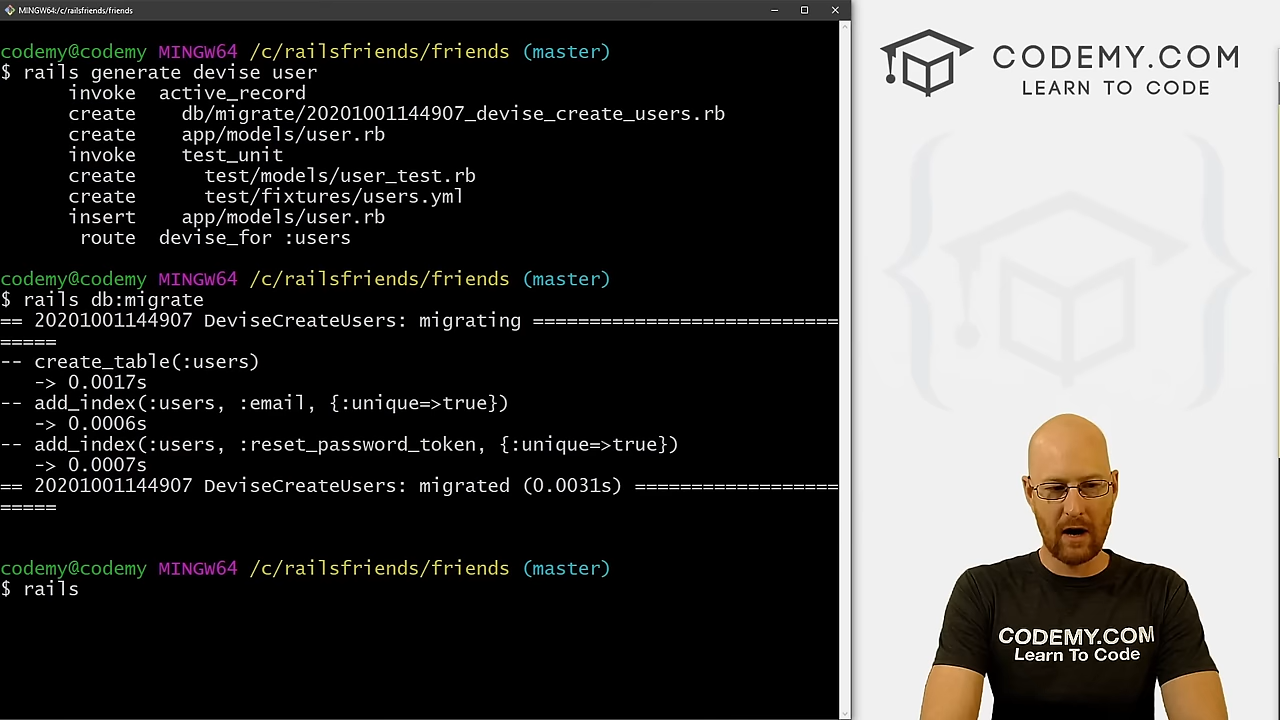 MINGW64:/c/railsfriends/friends
codemy@codemy MINGW64 /c/railsfriends/friends (master)
$ rails generate devise user
invoke active_record
create db/migrate/20201001144907_devise_create_users.rb
create app/models/user.rb
invoke test_unit
create test/models/user_test.rb
create test/fixtures/users.yml
insert app/models/user.rb
route devise_for :users
codemy@codemy MINGW64 /c/railsfriends/friends (master)
$ rails db:migrate
== 20201001144907 DeviseCreateUsers: migrating ===========================
=====
-- create_table(:users)
-> 0.0017s
-- add_index(:users, :email, {:unique=>true})
-> 0.0006s
-- add_index(:users, :reset_password_token, {:unique=>true})
-> 0.0007s
== 20201001144907 DeviseCreateUsers: migrated (0.0031s) ==================
=====
codemy@codemy MINGW64 /c/railsfriends/friends (master)
$ rails
CODEMY.COM
LEARN TO CODE
CODEMY.COM
Learn To Code